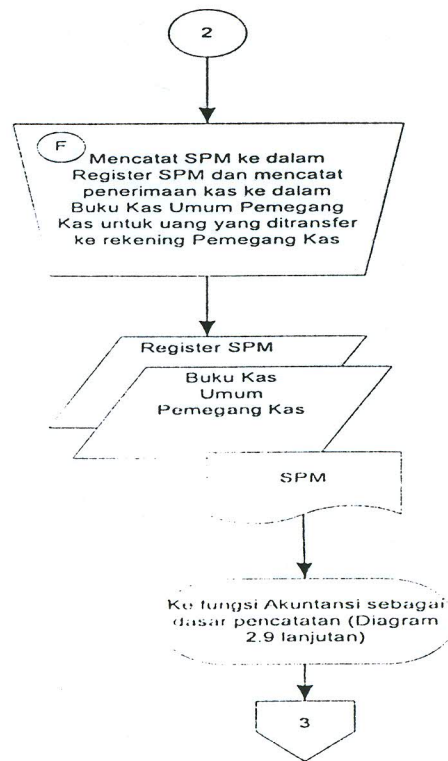 2
F
Mencatat SPM ke dalam
Register SPM dan mencatat
penerimaan kas ke dalam
Buku Kas Umum Pemegang
Kas untuk uang yang ditransfer
ke rekening Pemegang Kas
Register SPM
Buku Kas
Umum
Pemegang Kas
SPM
Ke fungsi Akuntansi sebagai
dasar pencatatan (Diagram
2.9 lanjutan)
3